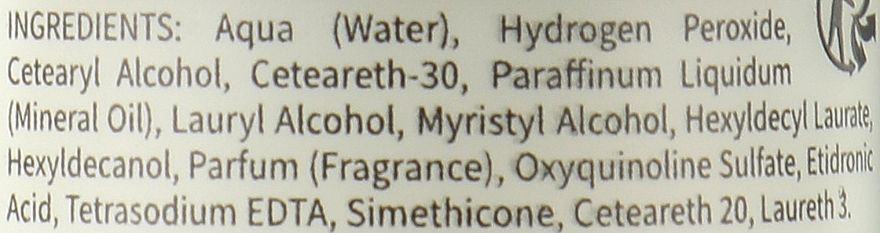 INGREDIENTS: Aqua (Water), Hydrogen Peroxide,
Cetearyl Alcohol, Ceteareth-30, Paraffinum Liquidum
(Mineral Oil), Lauryl Alcohol, Myristyl Alcohol, Hexyldecyl Laurate,
Hexyldecanol, Parfum (Fragrance), Oxyquinoline Sulfate, Etidronic
Acid, Tetrasodium EDTA, Simethicone, Ceteareth 20, Laureth 3.